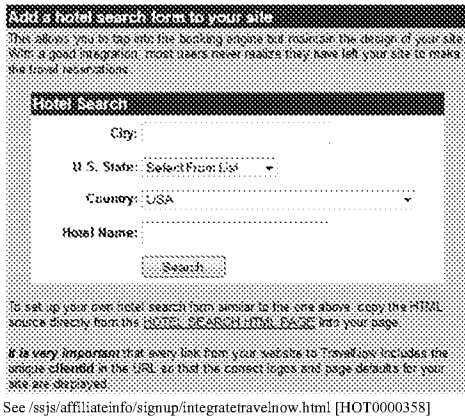 Add a hotel search form to your site
This allows you to tap into the booking engine but maintain the design of your site.
With a good integration, most users never realize they have left your site to make
the travel reservations.
Hotel Search
City:
U.S. State: Select From List
Country: USA
Hotel Name:
Search
To set up your own hotel search form similar to the one above, copy the HTML
source directly from the HOTEL SEARCH HTML PAGE into your page.
It is very important that every link from your website to TravelNow includes the
unique clientid in the URL so that the correct logos and page defaults for your
site are displayed.
See /ssjs/affiliateinfo/signup/integratetravelnow.html [HOT0000358]